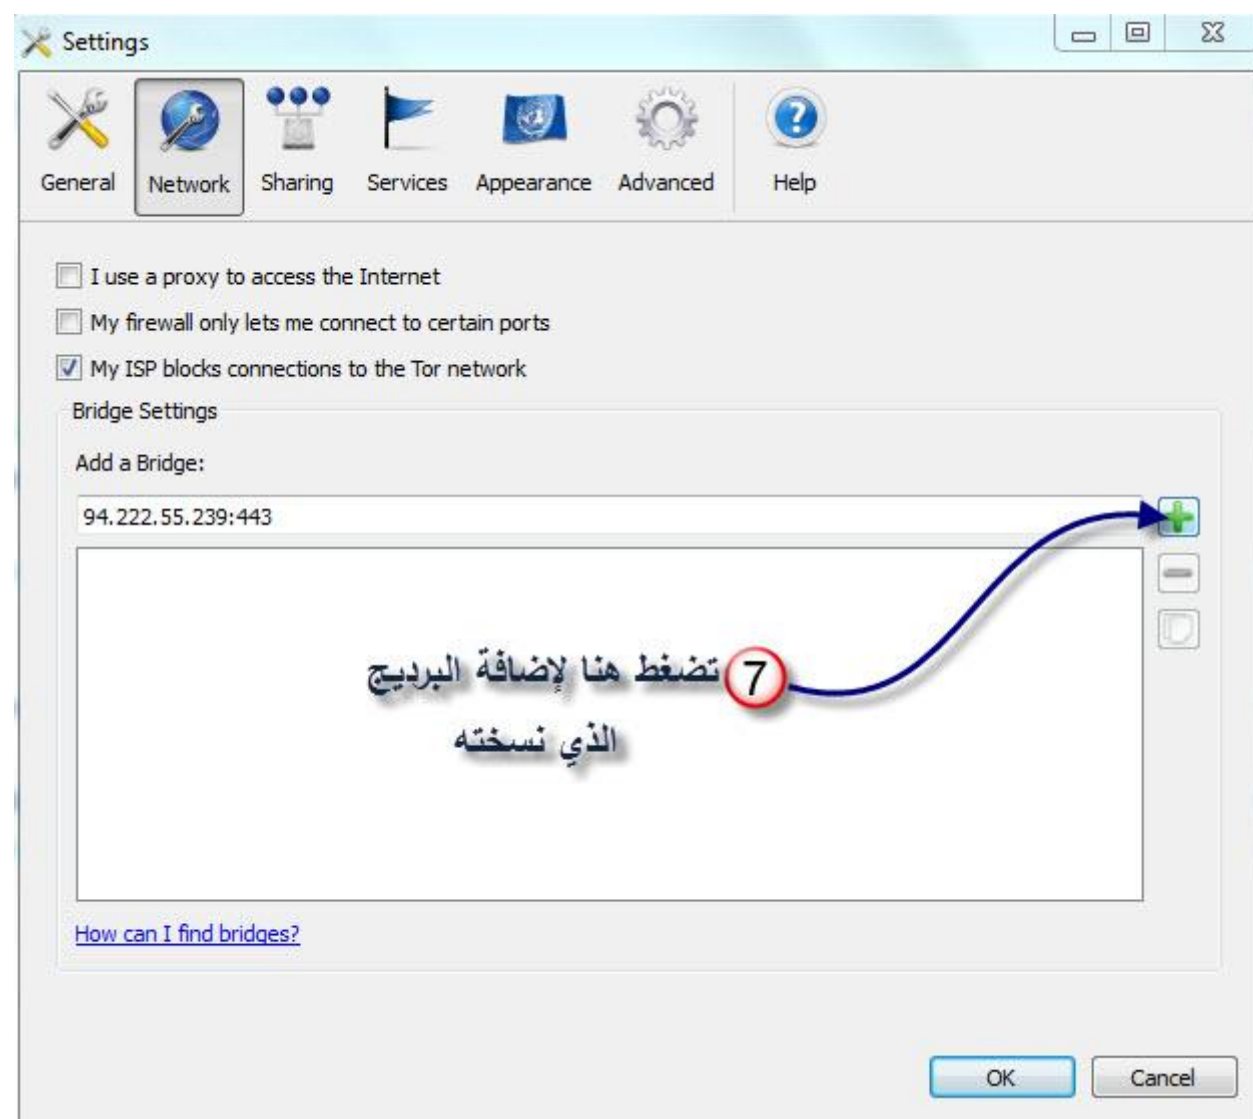 Settings
General
Network
Sharing
Services
Appearance
Advanced
Help
I use a proxy to access the Internet
My firewall only lets me connect to certain ports
My ISP blocks connections to the Tor network
Bridge Settings
Add a Bridge:
94.222.55.239:443
7 تضغط هنا لإضافة البرديج
الذي نسخته
How can I find bridges?
OK
Cancel